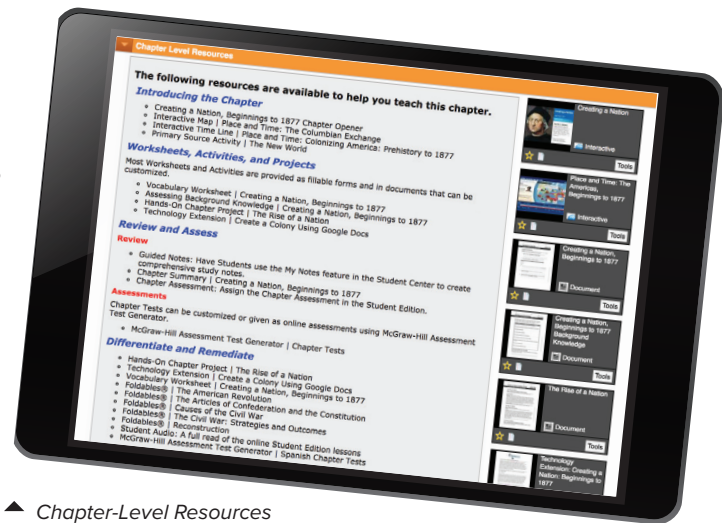 Chapter Level Resources
The following resources are available to help you teach this chapter.
Introducing the Chapter
Creating a Nation, Beginnings to 1877 Chapter Opener
Interactive Map | Place and Time: The Columbian Exchange
Interactive Time Line | Place and Time: Colonizing America: Prehistory to 1877
Primary Source Activity | The New World
Worksheets, Activities, and Projects
Most Worksheets and Activities are provided as fillable forms and in documents that can be
customized.
Vocabulary Worksheet | Creating a Nation, Beginnings to 1877
Assessing Background Knowledge | Creating a Nation, Beginnings to 1877
Hands-On Chapter Project | The Rise of a Nation
Technology Extension | Create a Colony Using Google Docs
Review and Assess
Review
Guided Notes: Have Students use the My Notes feature in the Student Center to create
comprehensive study notes.
Chapter Summary | Creating a Nation, Beginnings to 1877
Chapter Assessment: Assign the Chapter Assessment in the Student Edition.
Assessments
Chapter Tests can be customized or given as online assessments using McGraw-Hill Assessment
Test Generator.
McGraw-Hill Assessment Test Generator | Chapter Tests
Differentiate and Remediate
Hands-On Chapter Project | The Rise of a Nation
Technology Extension | Create a Colony Using Google Docs
Vocabulary Worksheet | Creating a Nation, Beginnings to 1877
Foldables® | The American Revolution
Foldables® | The Articles of Confederation and the Constitution
Foldables® | Causes of the Civil War
Foldables® | The Civil War: Strategies and Outcomes
Foldables® | Reconstruction
Student Audio: A full read of the online Student Edition lessons
McGraw-Hill Assessment Test Generator | Spanish Chapter Tests
Creating a Nation
Interactive
Tools
Place and Time: The
Americas,
Beginnings to 1877
Interactive
Tools
Creating a Nation,
Beginnings to 1877
Document
Tools
Creating a Nation,
Beginnings to 1877
Background
Knowledge
Document
Tools
The Rise of a Nation
Document
Tools
Technology
Extension: Creating a
Nation: Beginnings to
1877
Chapter-Level Resources